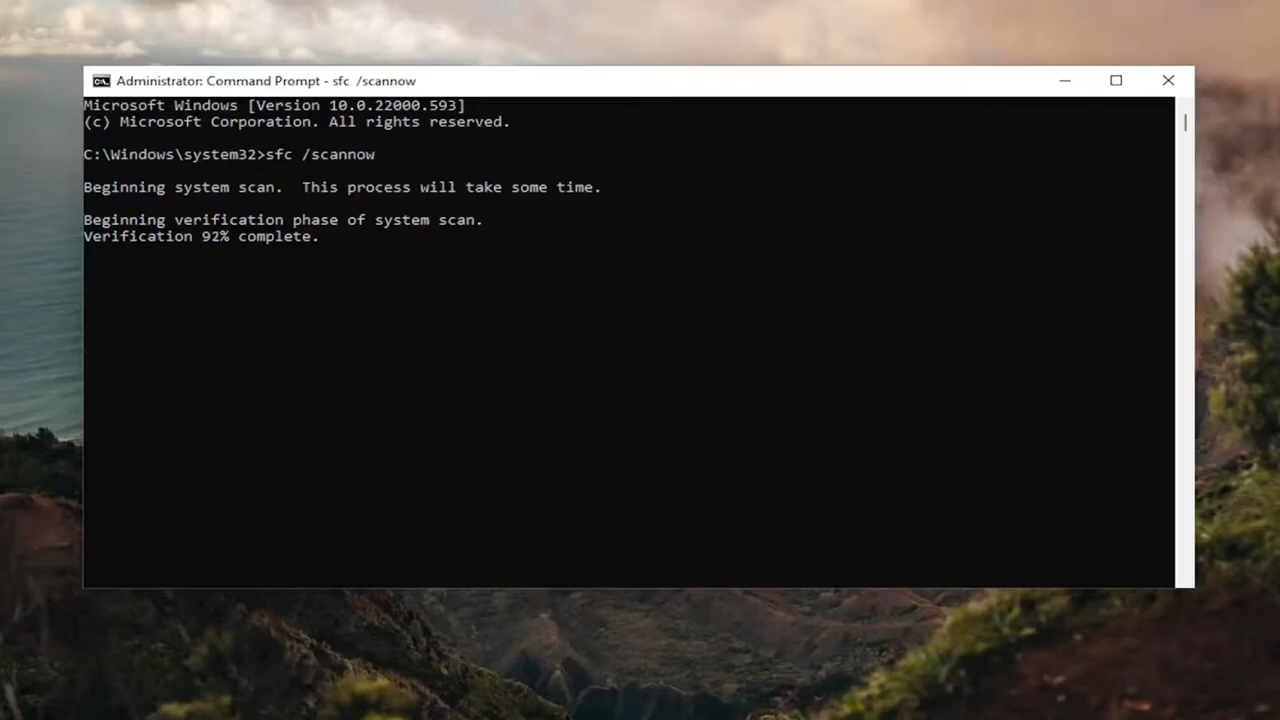 Administrator: Command Prompt - sfc  /scannow
Microsoft Windows [Version 10.0.22000.593]
(c) Microsoft Corporation. All rights reserved.
C:\Windows\system32>sfc /scannow
Beginning system scan.  This process will take some time.
Beginning verification phase of system scan.
Verification 92% complete.